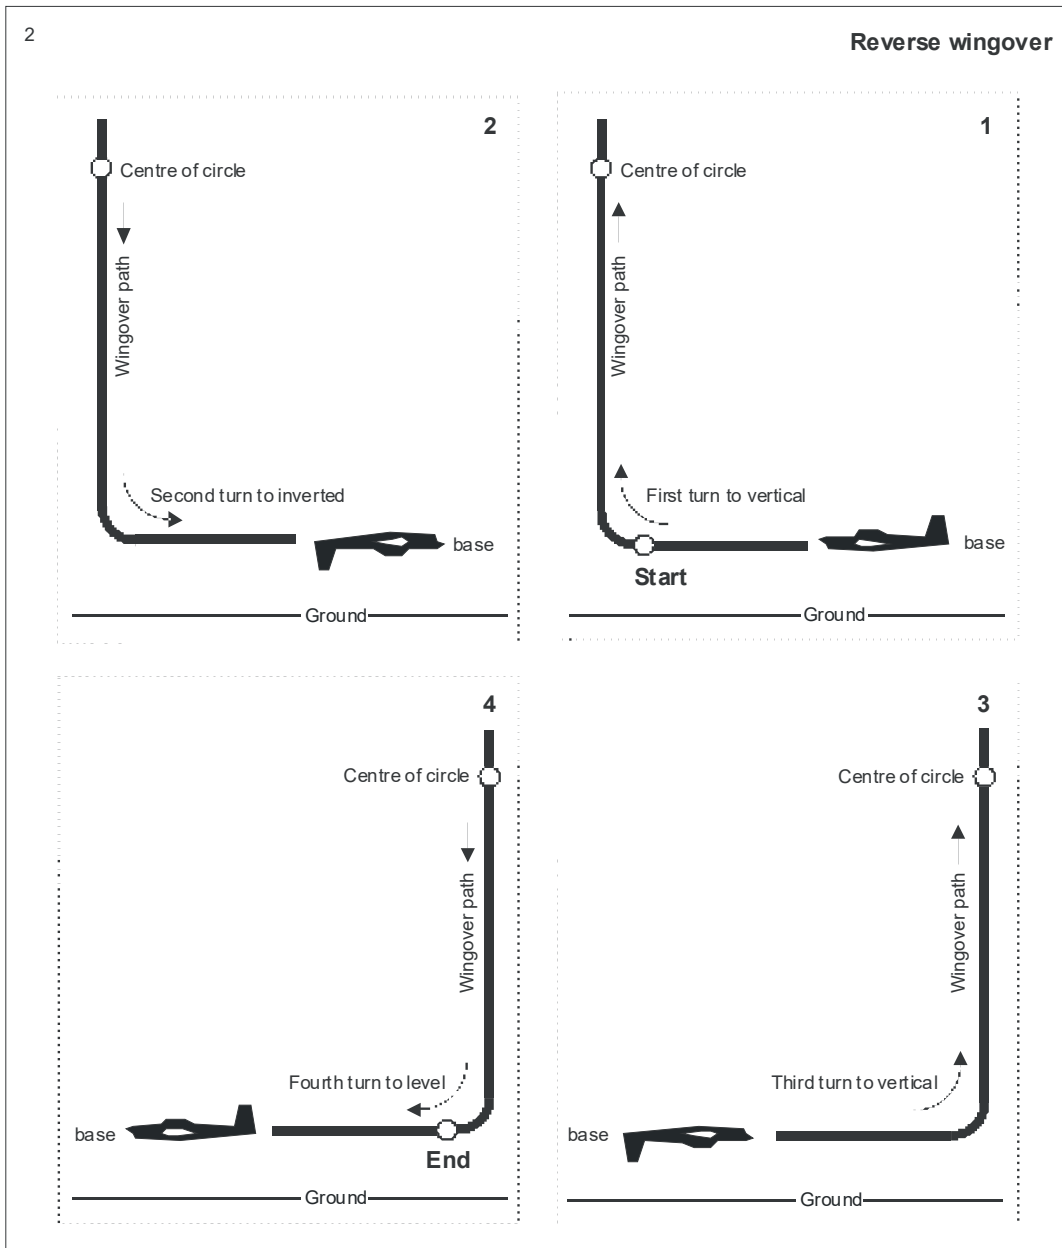 2
Reverse wingover
2
Centre of circle
Wingover path
Second turn to inverted
base
Ground
1
Centre of circle
Wingover path
First turn to vertical
base
Start
Ground
4
Centre of circle
Wingover path
Fourth turn to level
base
End
Ground
3
Centre of circle
Wingover path
Third turn to vertical
base
Ground